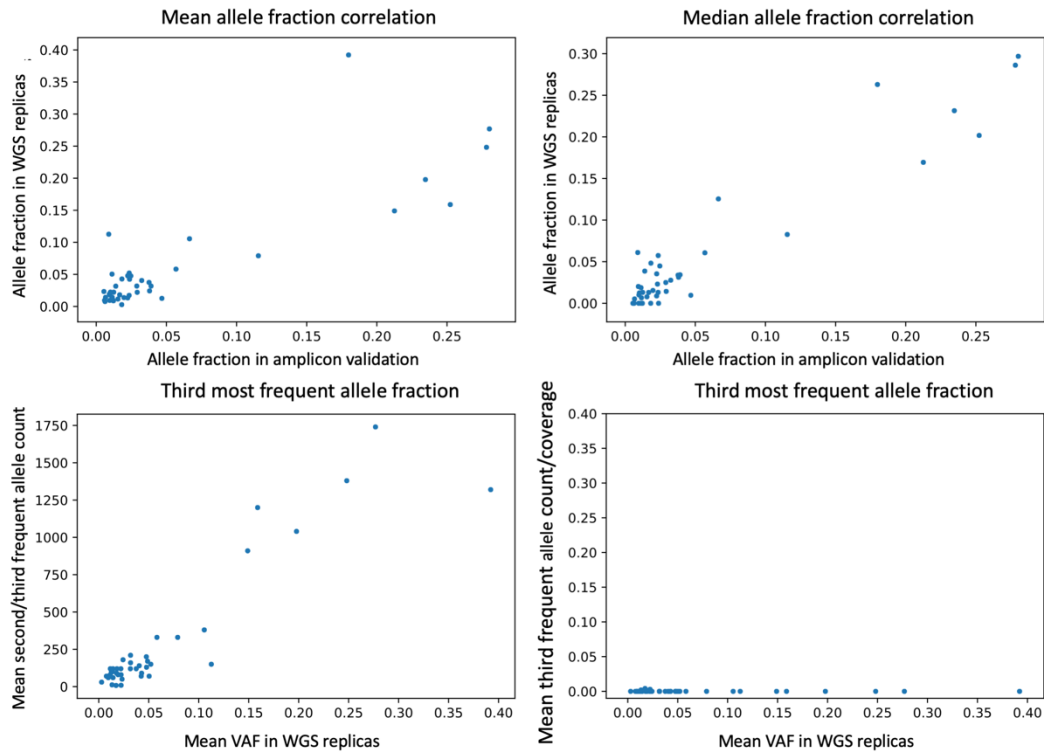 Mean allele fraction correlation
Allele fraction in WGS replicas
0.40
0.35
0.30
0.25
0.20
0.15
0.10
0.05
0.00
0.00 0.05 0.10 0.15 0.20 0.25
Allele fraction in amplicon validation
Median allele fraction correlation
Allele fraction in WGS replicas
0.30
0.25
0.20
0.15
0.10
0.05
0.00
0.00 0.05 0.10 0.15 0.20 0.25
Allele fraction in amplicon validation
Third most frequent allele fraction
Mean second/third frequent allele count
1750
1500
1250
1000
750
500
250
0
0.00 0.05 0.10 0.15 0.20 0.25 0.30 0.35 0.40
Mean VAF in WGS replicas
Third most frequent allele fraction
Mean third frequent allele count/coverage
0.40
0.35
0.30
0.25
0.20
0.15
0.10
0.05
0.00
0.00 0.05 0.10 0.15 0.20 0.25 0.30 0.35 0.40
Mean VAF in WGS replicas